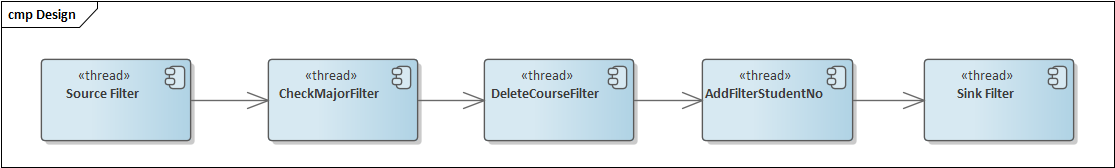 cmp Design
«thread»
Source Filter
«thread»
CheckMajorFilter
«thread»
DeleteCourseFilter
«thread»
AddFilterStudentNo
«thread»
Sink Filter